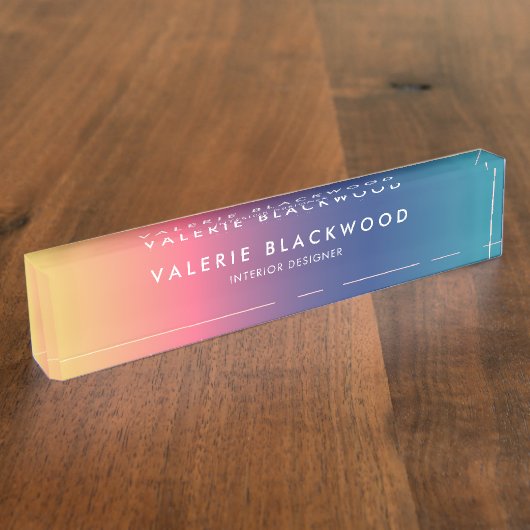 VALERIE BLACKWOOD
INTERIOR DESIGNER